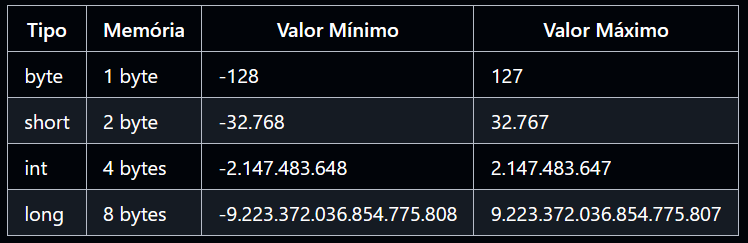 Tipo Memória Valor Mínimo Valor Máximo
byte 1 byte -128 127
short 2 byte -32.768 32.767
int 4 bytes -2.147.483.648 2.147.483.647
long 8 bytes -9.223.372.036.854.775.808 9.223.372.036.854.775.807